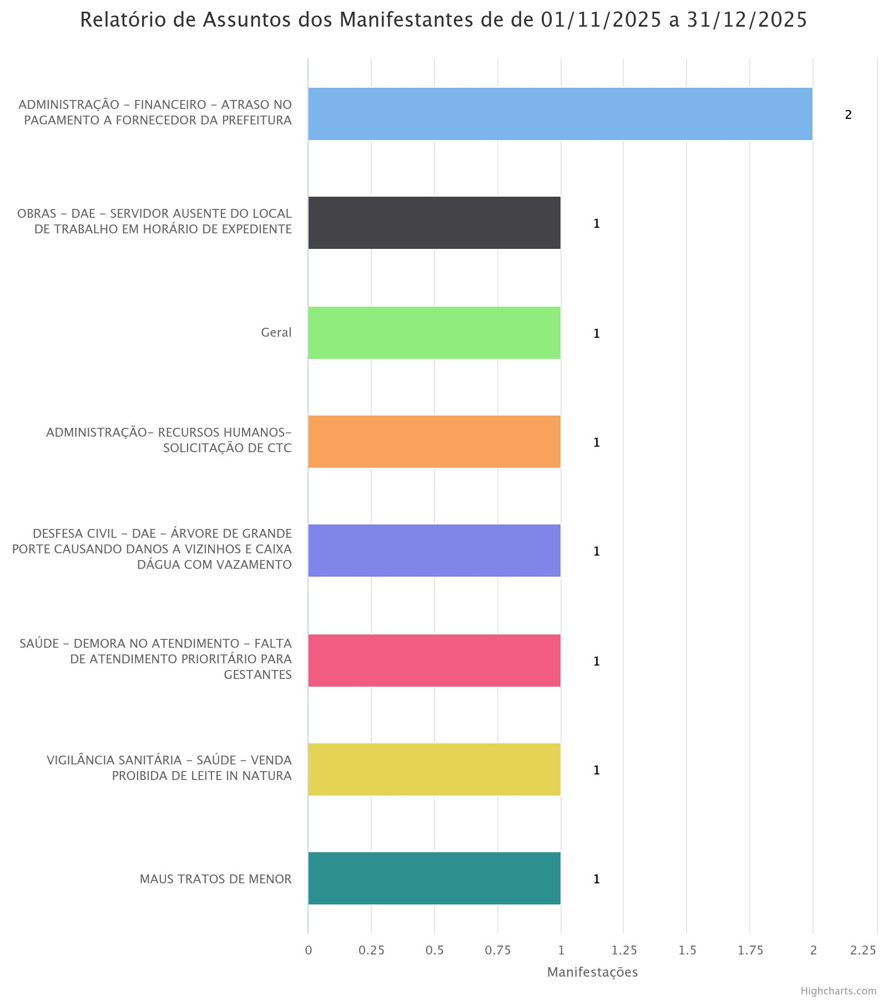 Relatório de Assuntos dos Manifestantes de de 01/11/2025 a 31/12/2025
ADMINISTRAÇÃO - FINANCEIRO - ATRASO NO
PAGAMENTO A FORNECEDOR DA PREFEITURA
2
OBRAS - DAE - SERVIDOR AUSENTE DO LOCAL
DE TRABALHO EM HORÁRIO DE EXPEDIENTE
1
Geral
1
ADMINISTRAÇÃO- RECURSOS HUMANOS-
SOLICITAÇÃO DE CTC
1
DESFESA CIVIL - DAE - ÁRVORE DE GRANDE
PORTE CAUSANDO DANOS A VIZINHOS E CAIXA
DÁGUA COM VAZAMENTO
1
SAÚDE - DEMORA NO ATENDIMENTO - FALTA
DE ATENDIMENTO PRIORITÁRIO PARA
GESTANTES
1
VIGILÂNCIA SANITÁRIA - SAÚDE - VENDA
PROIBIDA DE LEITE IN NATURA
1
MAUS TRATOS DE MENOR
1
0 0.25 0.5 0.75 1 1.25 1.5 1.75 2 2.25
Manifestações
Highcharts.com